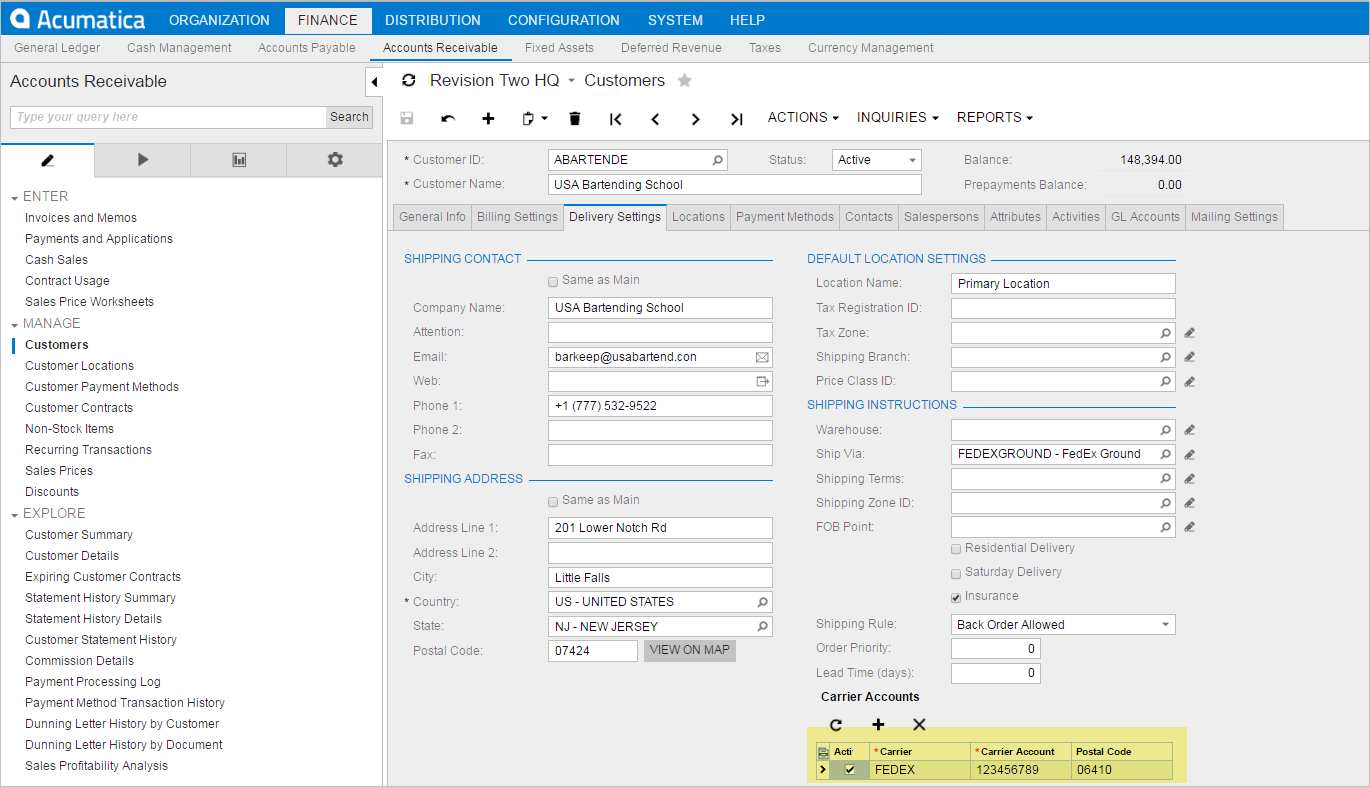 Acumatica ORGANIZATION FINANCE DISTRIBUTION CONFIGURATION SYSTEM HELP
General Ledger Cash Management Accounts Payable Accounts Receivable Fixed Assets Deferred Revenue Taxes Currency Management
Accounts Receivable
Type your query here Search
ENTER
Invoices and Memos
Payments and Applications
Cash Sales
Contract Usage
Sales Price Worksheets
MANAGE
Customers
Customer Locations
Customer Payment Methods
Customer Contracts
Non-Stock Items
Recurring Transactions
Sales Prices
Discounts
EXPLORE
Customer Summary
Customer Details
Expiring Customer Contracts
Statement History Summary
Statement History Details
Customer Statement History
Commission Details
Payment Processing Log
Payment Method Transaction History
Dunning Letter History by Customer
Dunning Letter History by Document
Sales Profitability Analysis
Revision Two HQ Customers
ACTIONS INQUIRIES REPORTS
* Customer ID: ABARTENDE Status: Active Balance: 148,394.00
* Customer Name: USA Bartending School Prepayments Balance: 0.00
General Info Billing Settings Delivery Settings Locations Payment Methods Contacts Salespersons Attributes Activities GL Accounts Mailing Settings
SHIPPING CONTACT
Same as Main
Company Name: USA Bartending School
Attention:
Email: barkeep@usabartend.con
Web:
Phone 1: +1 (777) 532-9522
Phone 2:
Fax:
SHIPPING ADDRESS
Same as Main
Address Line 1: 201 Lower Notch Rd
Address Line 2:
City: Little Falls
* Country: US - UNITED STATES
State: NJ - NEW JERSEY
Postal Code: 07424 VIEW ON MAP
DEFAULT LOCATION SETTINGS
Location Name: Primary Location
Tax Registration ID:
Tax Zone:
Shipping Branch:
Price Class ID:
SHIPPING INSTRUCTIONS
Warehouse:
Ship Via: FEDEXGROUND - FedEx Ground
Shipping Terms:
Shipping Zone ID:
FOB Point:
Residential Delivery
Saturday Delivery
Insurance
Shipping Rule: Back Order Allowed
Order Priority: 0
Lead Time (days): 0
Carrier Accounts
Acti * Carrier * Carrier Account Postal Code
FEDEX 123456789 06410